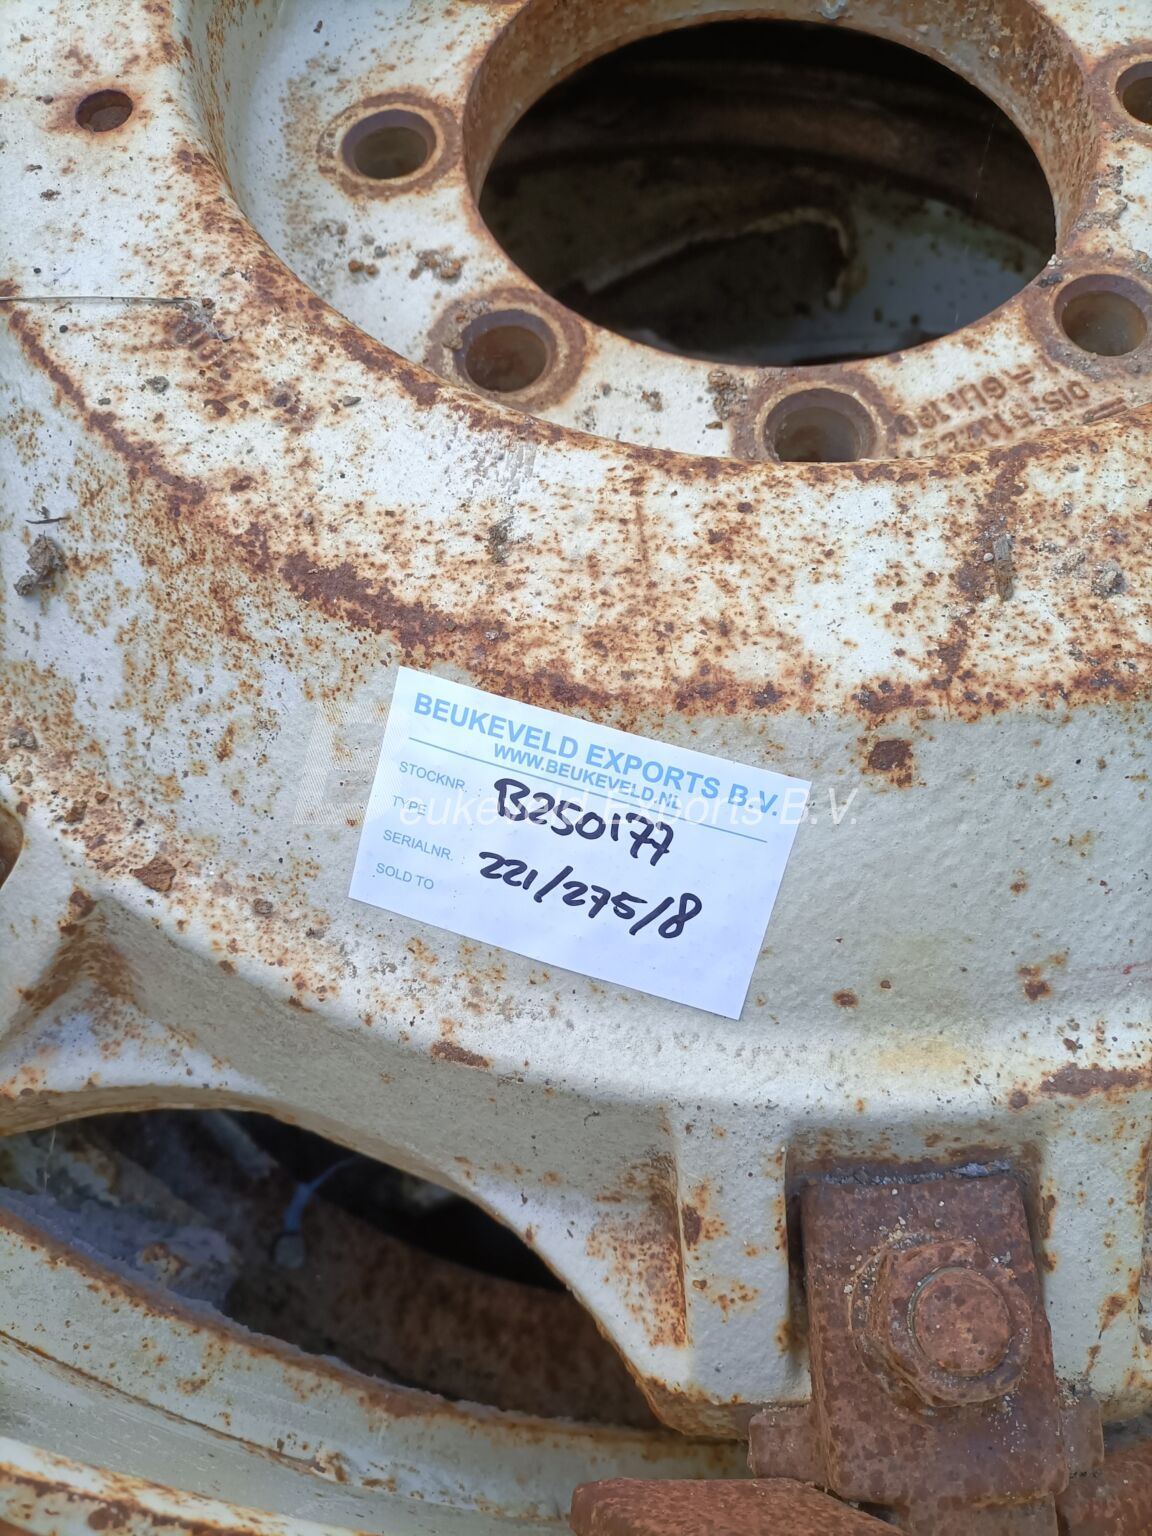 BEUKEVELD EXPORTS B.V.
WWW.BEUKEVELD.NL
STOCKNR. B250177
TYPE
SERIALNR. 221/275/8
SOLD TO
Beukeveld Exports B.V.